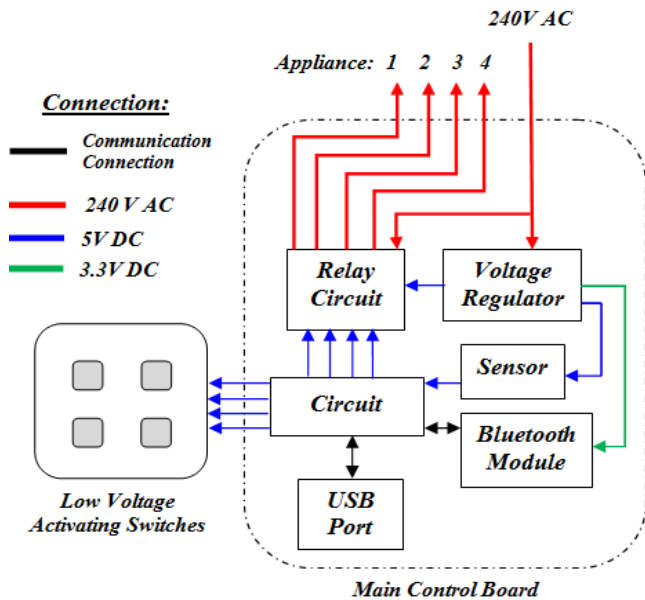 240V AC
Appliance: 1 2 3 4
Connection:
Communication
Connection
240 V AC
5V DC
3.3V DC
Relay
Circuit
Voltage
Regulator
Sensor
Circuit
Bluetooth
Module
USB
Port
Low Voltage
Activating Switches
Main Control Board